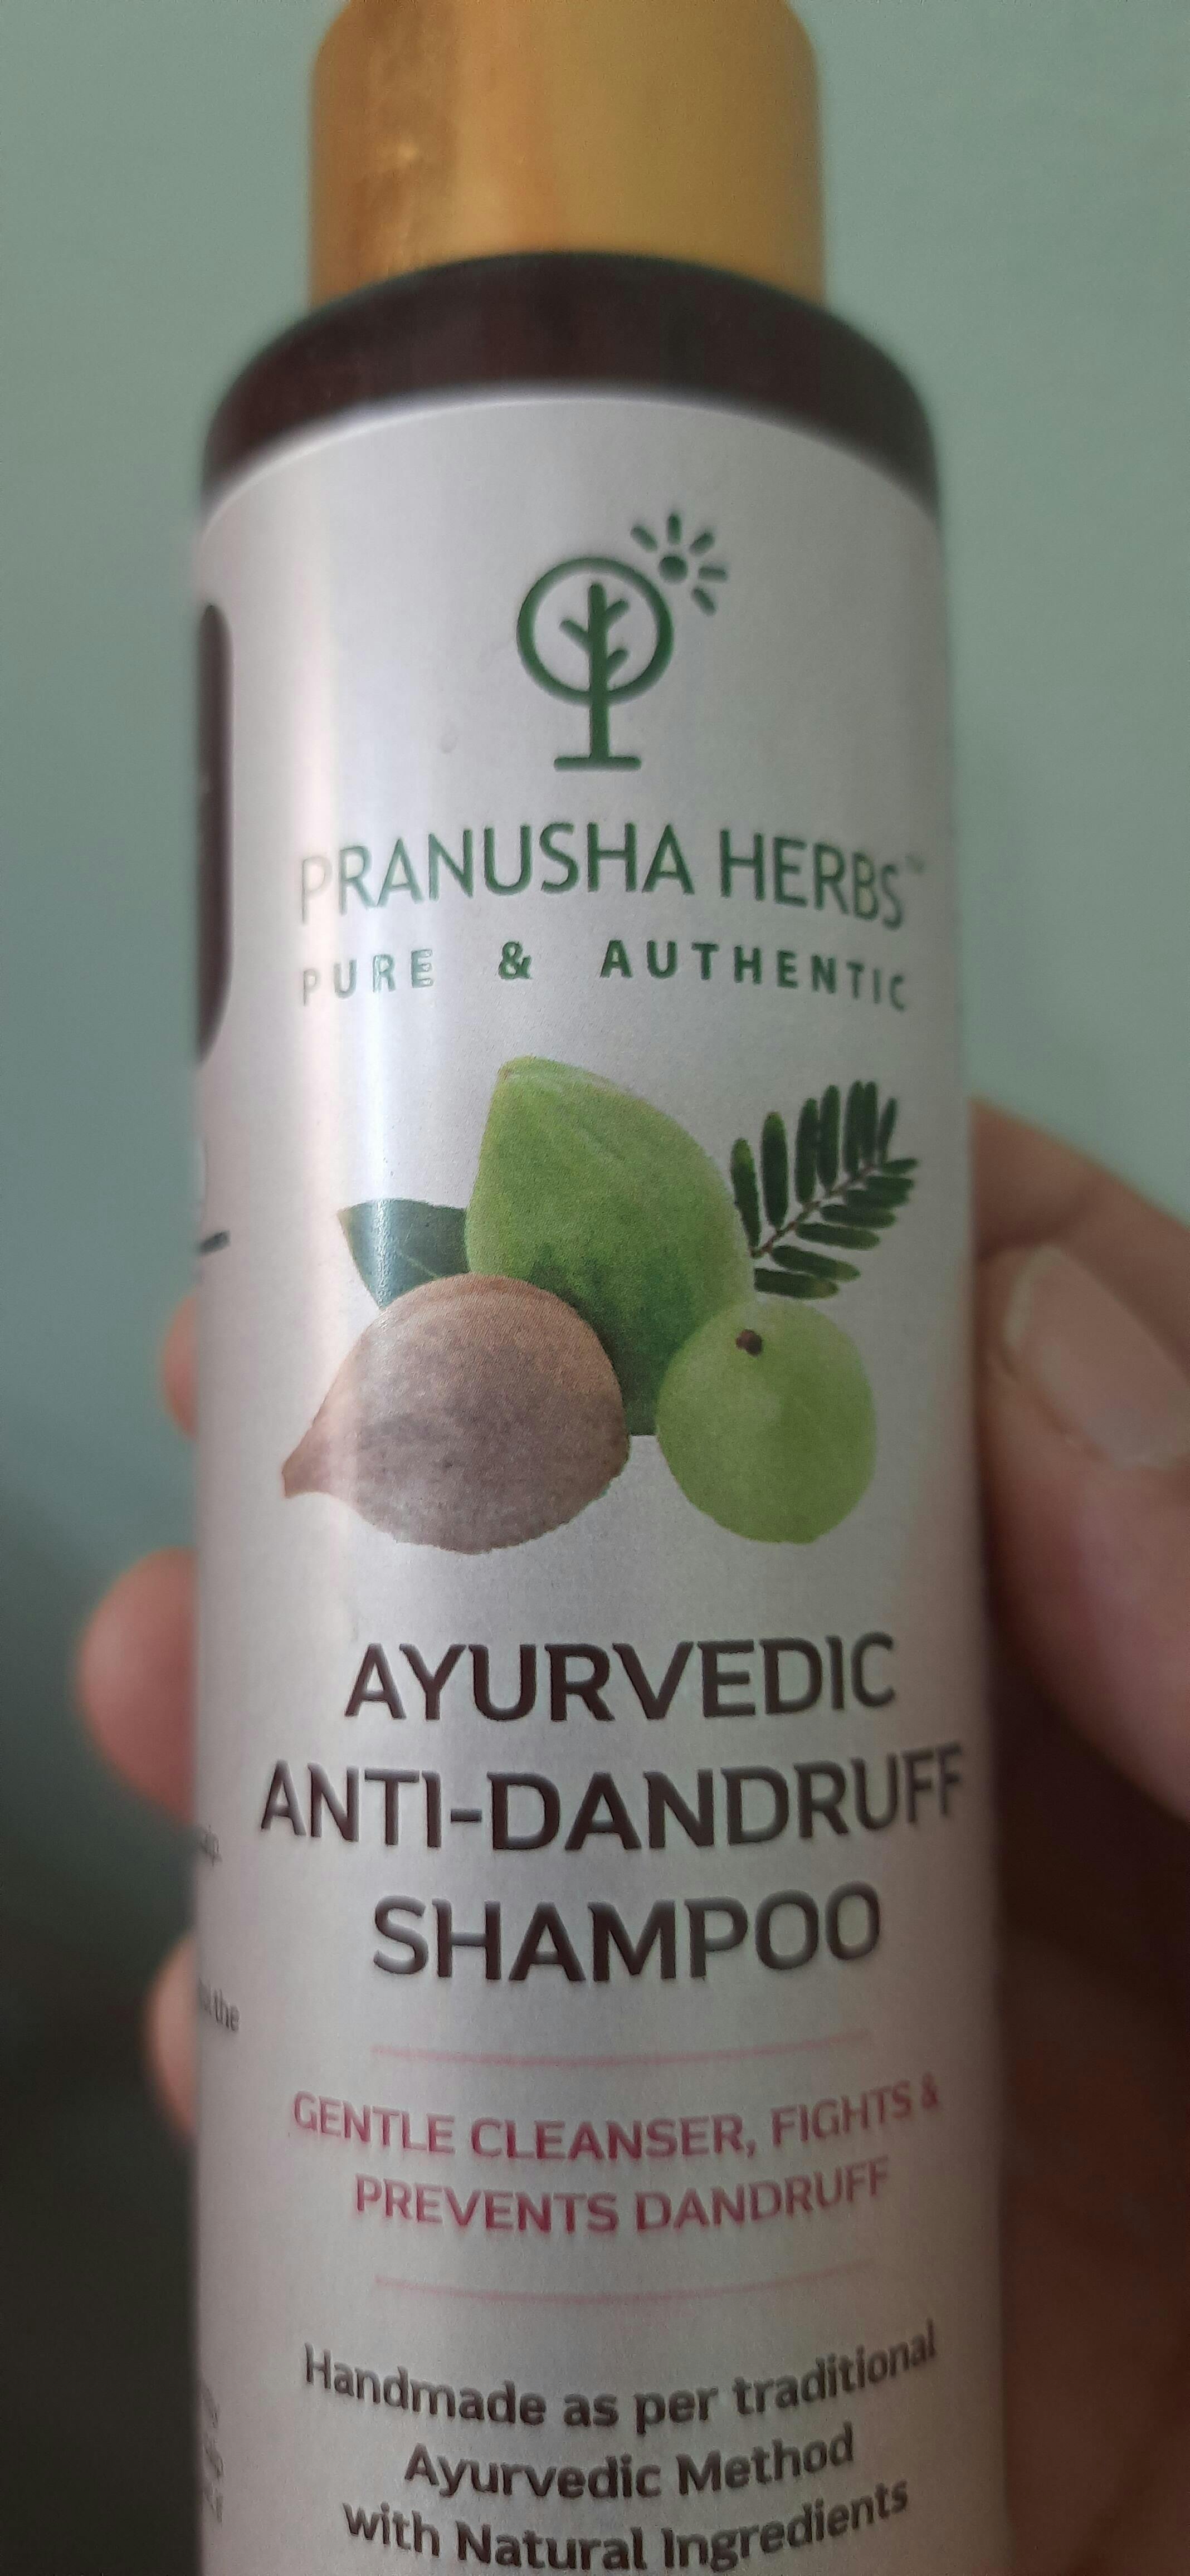 PRANUSHA HERBS™
PURE & AUTHENTIC
AYURVEDIC
ANTI-DANDRUFF
SHAMPOO
GENTLE CLEANSER, FIGHTS &
PREVENTS DANDRUFF
Handmade as per traditional
Ayurvedic Method
with Natural Ingredients
the